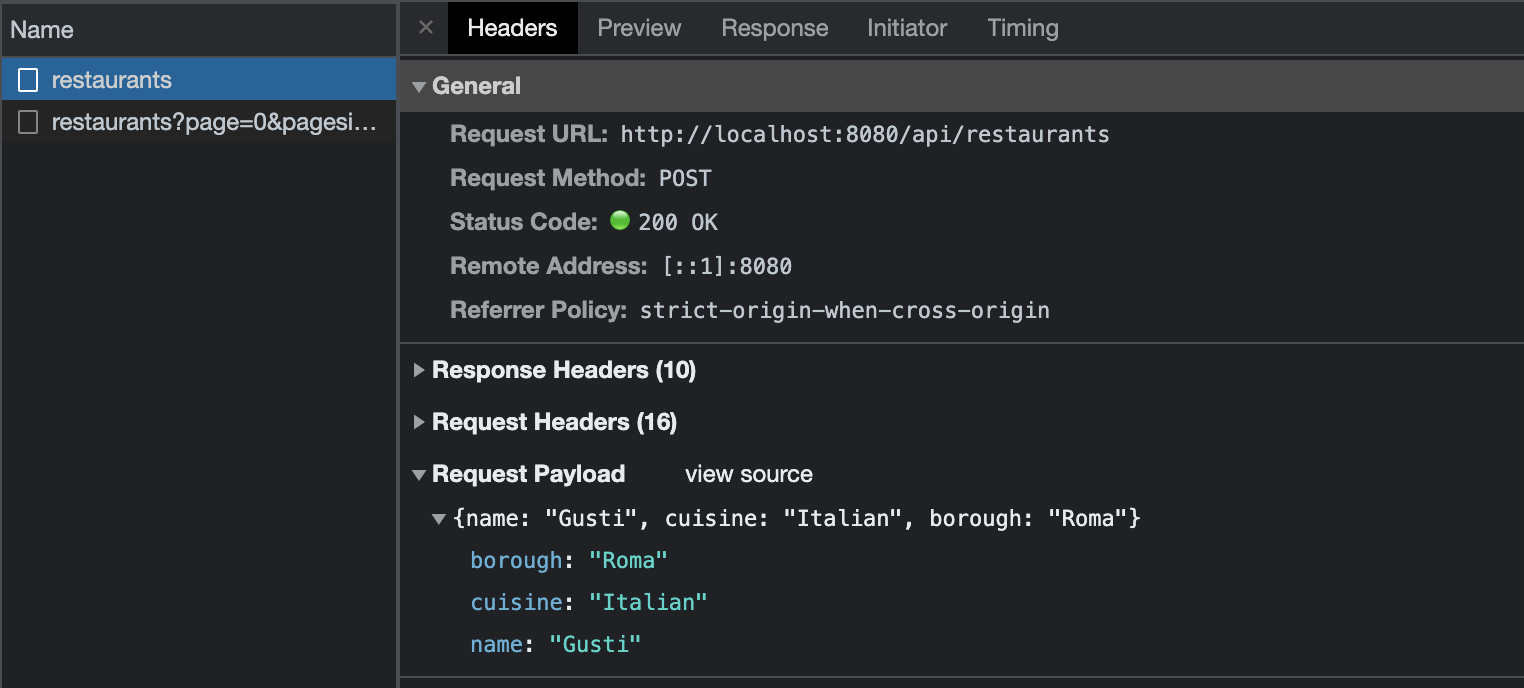 Name
restaurants
restaurants?page=0&pagesi...
× Headers Preview Response Initiator Timing
▼ General
Request URL: http://localhost:8080/api/restaurants
Request Method: POST
Status Code: 200 OK
Remote Address: [::1]:8080
Referrer Policy: strict-origin-when-cross-origin
▶ Response Headers (10)
▶ Request Headers (16)
▼ Request Payload view source
▼ {name: "Gusti", cuisine: "Italian", borough: "Roma"}
borough: "Roma"
cuisine: "Italian"
name: "Gusti"